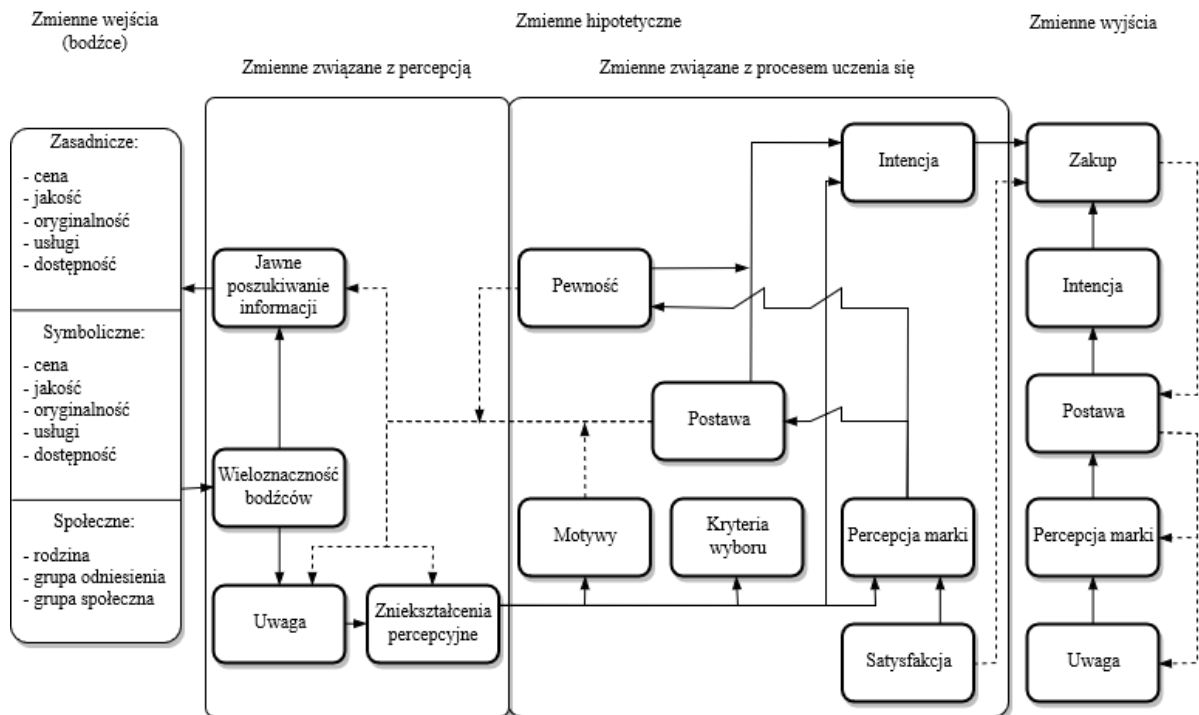 Zmienne wejścia
(bodźce)
Zmienne hipotetyczne
Zmienne wyjścia
Zmienne związane z percepcją
Zmienne związane z procesem uczenia się
Zasadnicze:
- cena
- jakość
- oryginalność
- usługi
- dostępność
Symboliczne:
- cena
- jakość
- oryginalność
- usługi
- dostępność
Społeczne:
- rodzina
- grupa odniesienia
- grupa społeczna
Jawne
poszukiwanie
informacji
Wieloznaczność
bodźców
Uwaga
Zniekształcenia
percepcyjne
Intencja
Pewność
Postawa
Motywy
Kryteria
wyboru
Percepcja marki
Satysfakcja
Zakup
Intencja
Postawa
Percepcja marki
Uwaga